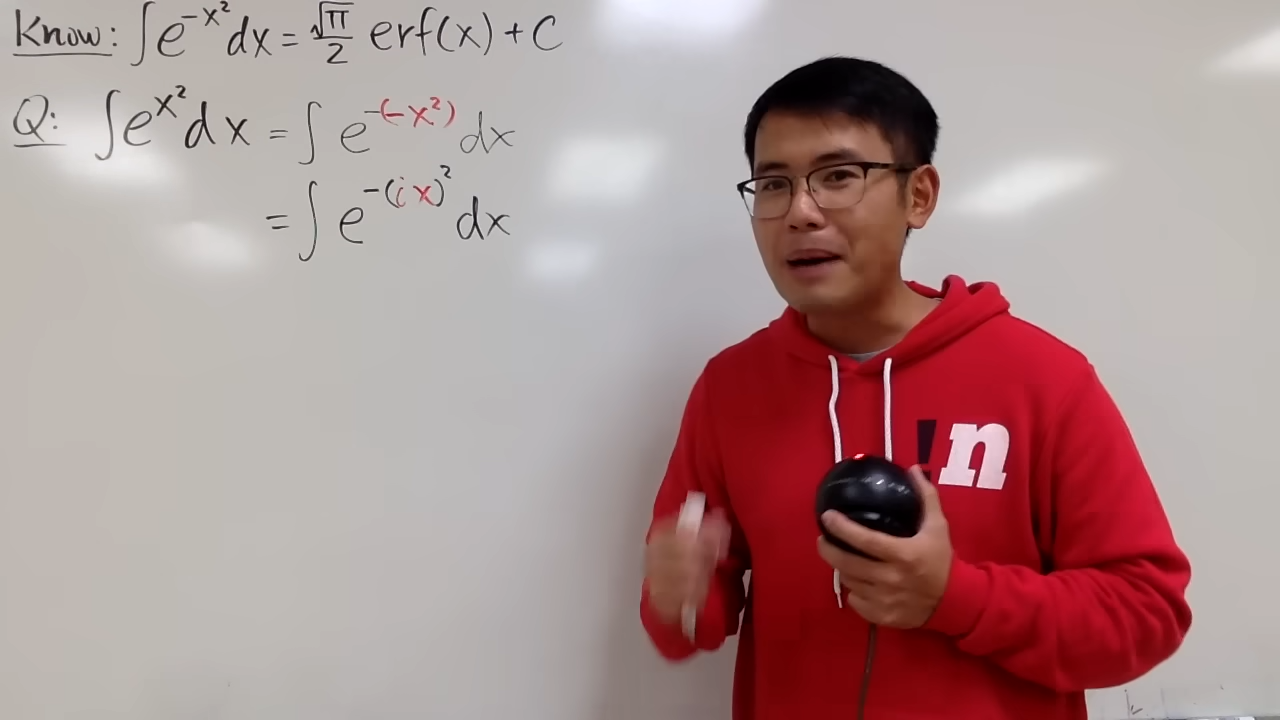 Know: ∫e^{-x²}dx = √π/2 erf(x) + C
Q: ∫e^{x²}dx = ∫e^{-(-x²)}dx
= ∫e^{-(ix)²}dx
!n